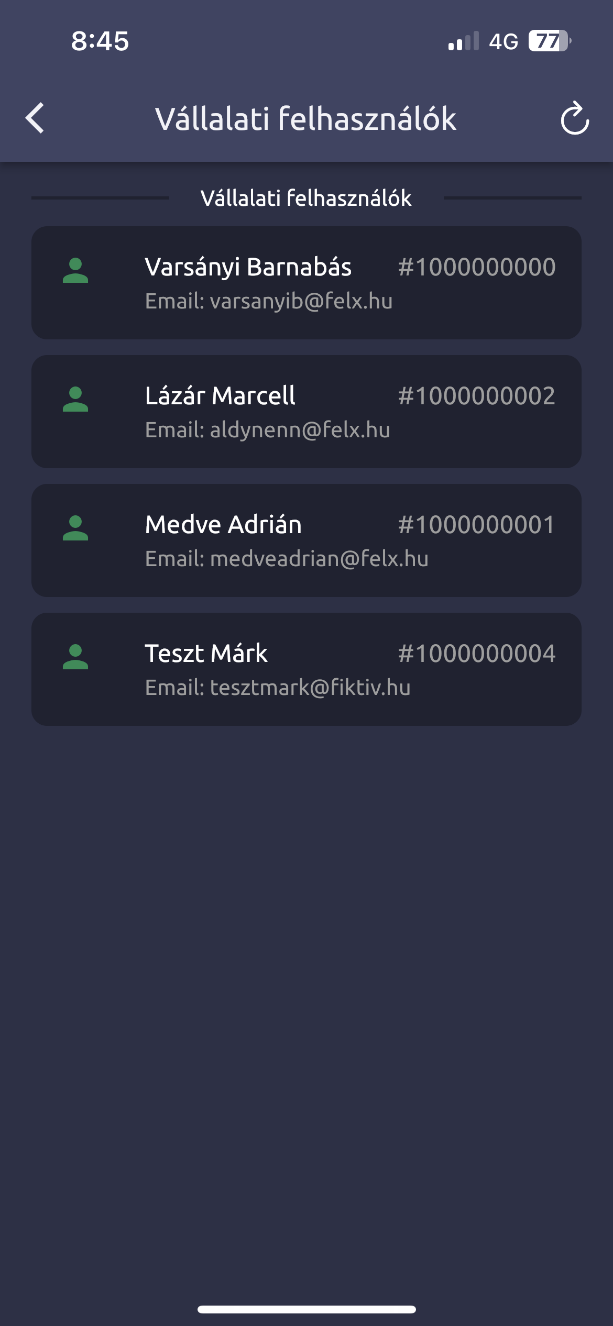 8:45 4G 77
Vállalati felhasználók
Vállalati felhasználók
Varsányi Barnabás #1000000000
Email: varsanyib@felx.hu
Lázár Marcell #1000000002
Email: aldynenn@felx.hu
Medve Adrián #1000000001
Email: medveadrian@felx.hu
Teszt Márk #1000000004
Email: tesztmark@fiktiv.hu